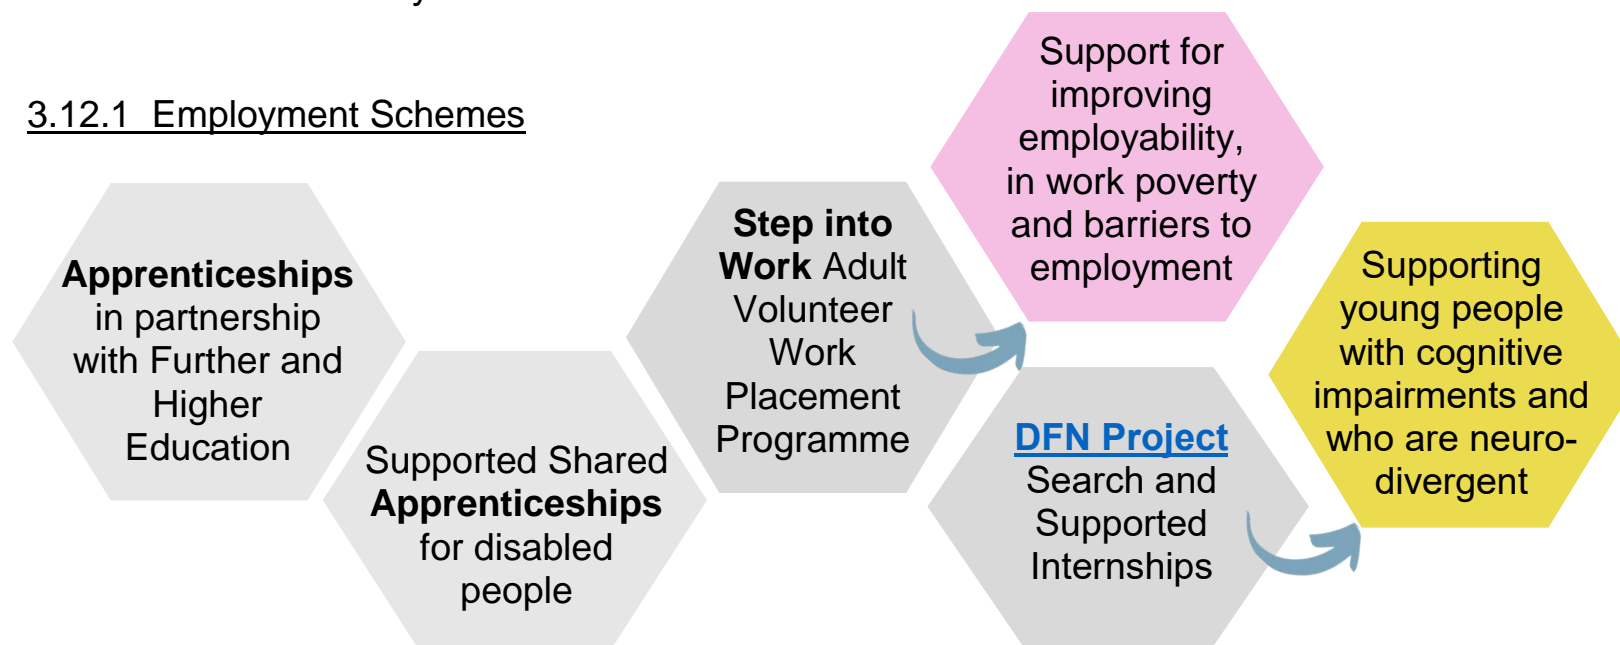 3.12.1 Employment Schemes
Apprenticeships
in partnership
with Further and
Higher
Education
Supported Shared
Apprenticeships
for disabled
people
Step into
Work Adult
Volunteer
Work
Placement
Programme
Support for
improving
employability,
in work poverty
and barriers to
employment
DFN Project
Search and
Supported
Internships
Supporting
young people
with cognitive
impairments and
who are neuro-
divergent